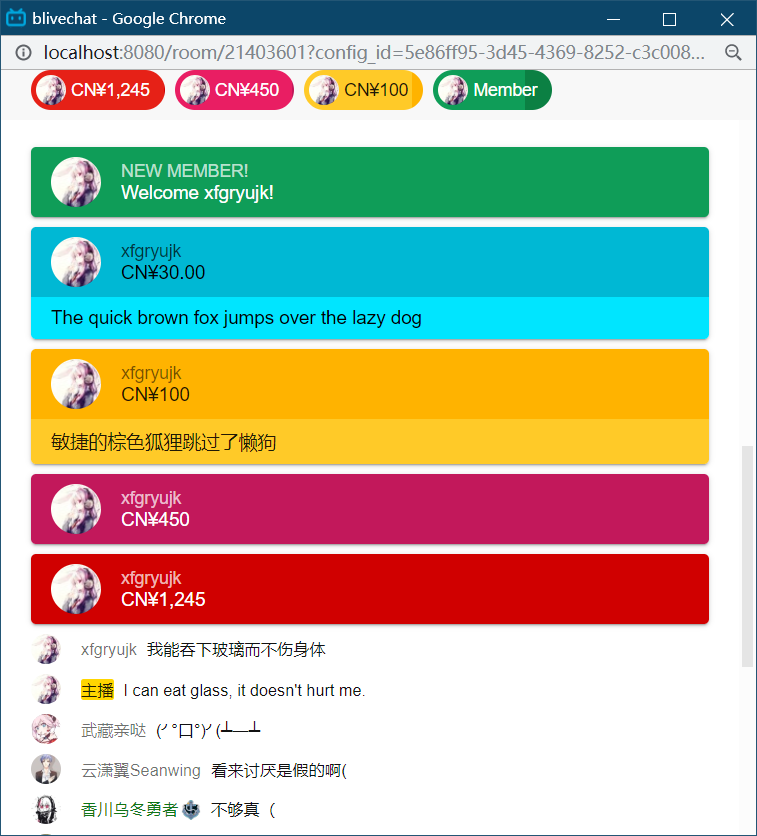 blivechat - Google Chrome
localhost:8080/room/21403601?config_id=5e86ff95-3d45-4369-8252-c3c008...
CN¥1,245 CN¥450 CN¥100 Member
NEW MEMBER!
Welcome xfgryujk!
xfgryujk
CN¥30.00
The quick brown fox jumps over the lazy dog
xfgryujk
CN¥100
敏捷的棕色狐狸跳过了懒狗
xfgryujk
CN¥450
xfgryujk
CN¥1,245
xfgryujk 我能吞下玻璃而不伤身体
主播 I can eat glass, it doesn't hurt me.
武藏亲哒 (╯°口°)╯(┴—┴
云潇翼Seanwing 看来讨厌是假的啊(
香川乌冬勇者 不够真（